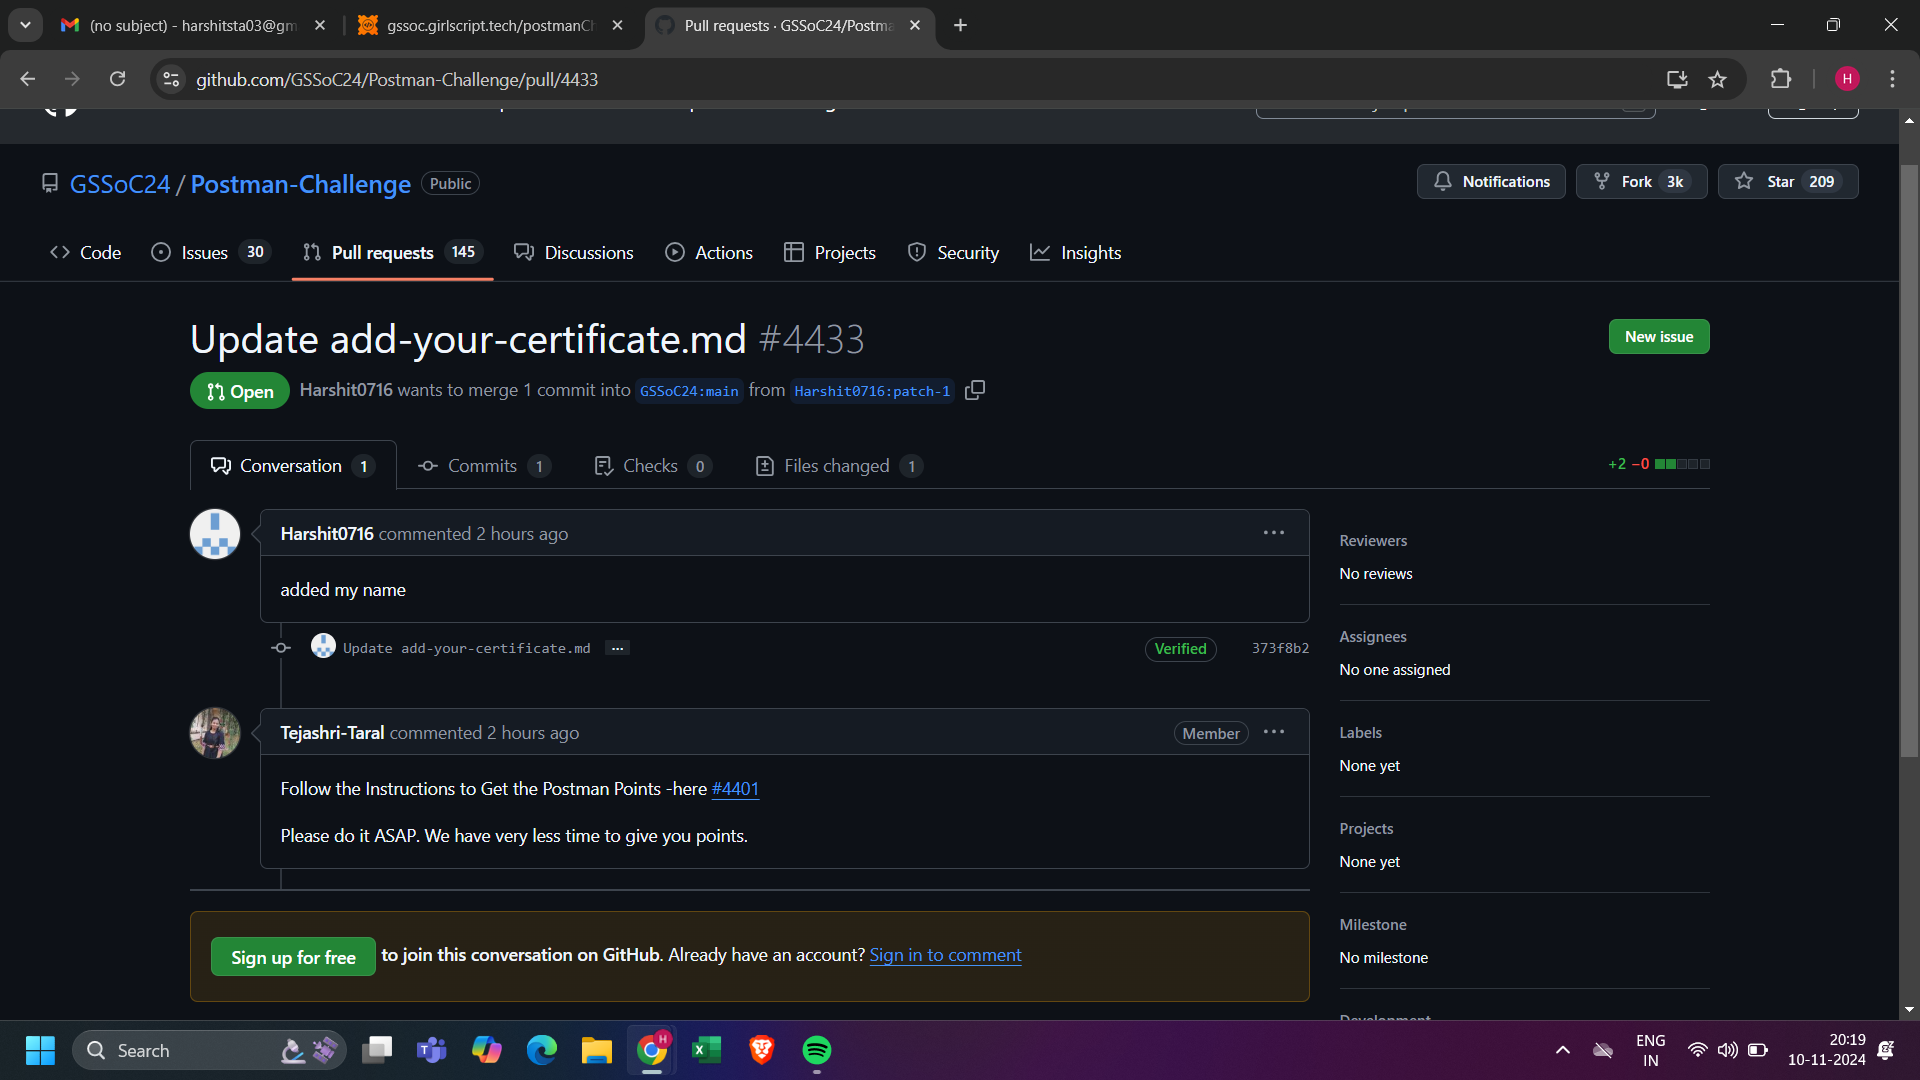 (no subject) - harshitsta03@gm
gssoc.girlscript.tech/postmanCh
Pull requests · GSSoC24/Postma
github.com/GSSoC24/Postman-Challenge/pull/4433
H
GSSoC24 / Postman-Challenge Public
Notifications
Fork 3k
Star 209
Code
Issues 30
Pull requests 145
Discussions
Actions
Projects
Security
Insights
Update add-your-certificate.md #4433
New issue
Open
Harshit0716 wants to merge 1 commit into GSSoC24:main from Harshit0716:patch-1
Conversation 1
Commits 1
Checks 0
Files changed 1
+2 −0
Harshit0716 commented 2 hours ago
added my name
Update add-your-certificate.md ...
Verified
373f8b2
Tejashri-Taral commented 2 hours ago
Member
Follow the Instructions to Get the Postman Points -here #4401
Please do it ASAP. We have very less time to give you points.
Sign up for free to join this conversation on GitHub. Already have an account? Sign in to comment
Reviewers
No reviews
Assignees
No one assigned
Labels
None yet
Projects
None yet
Milestone
No milestone
Development
Search
H
ENG
IN
20:19
10-11-2024